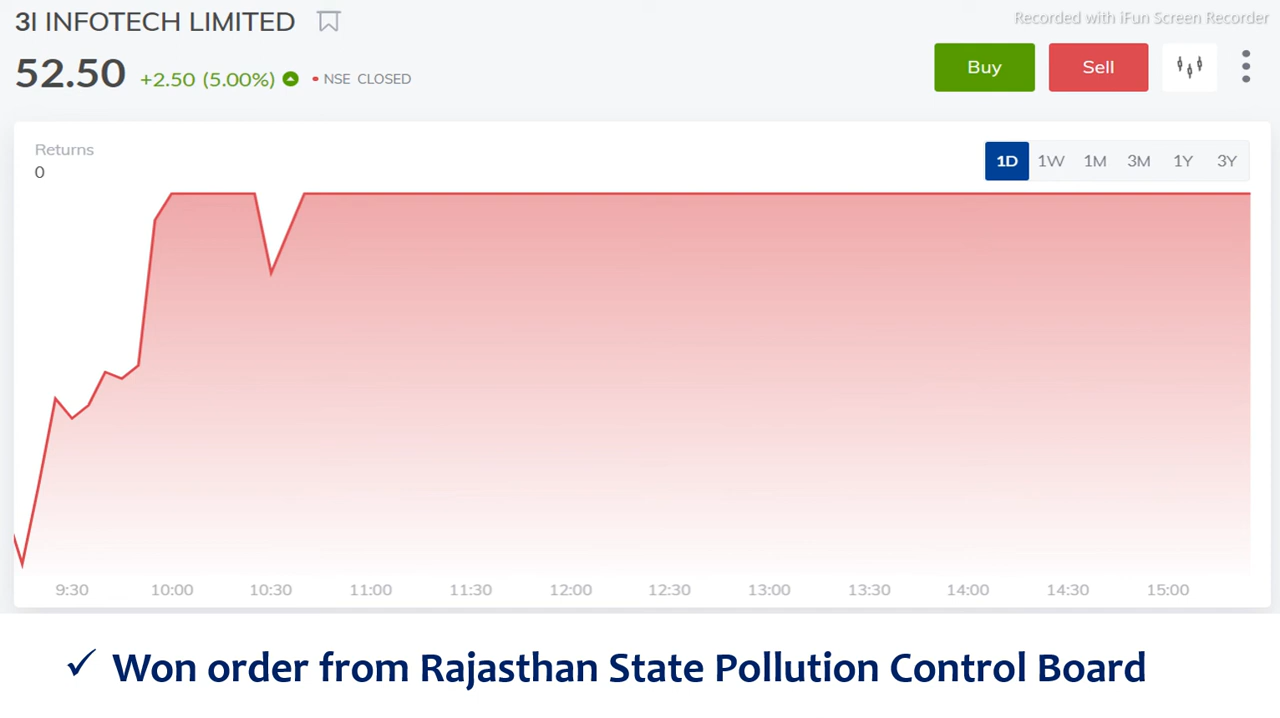 3I INFOTECH LIMITED
Recorded with iFun Screen Recorder
52.50 +2.50 (5.00%) • NSE CLOSED
Buy Sell
Returns
0
1D 1W 1M 3M 1Y 3Y
9:30 10:00 10:30 11:00 11:30 12:00 12:30 13:00 13:30 14:00 14:30 15:00
✓ Won order from Rajasthan State Pollution Control Board